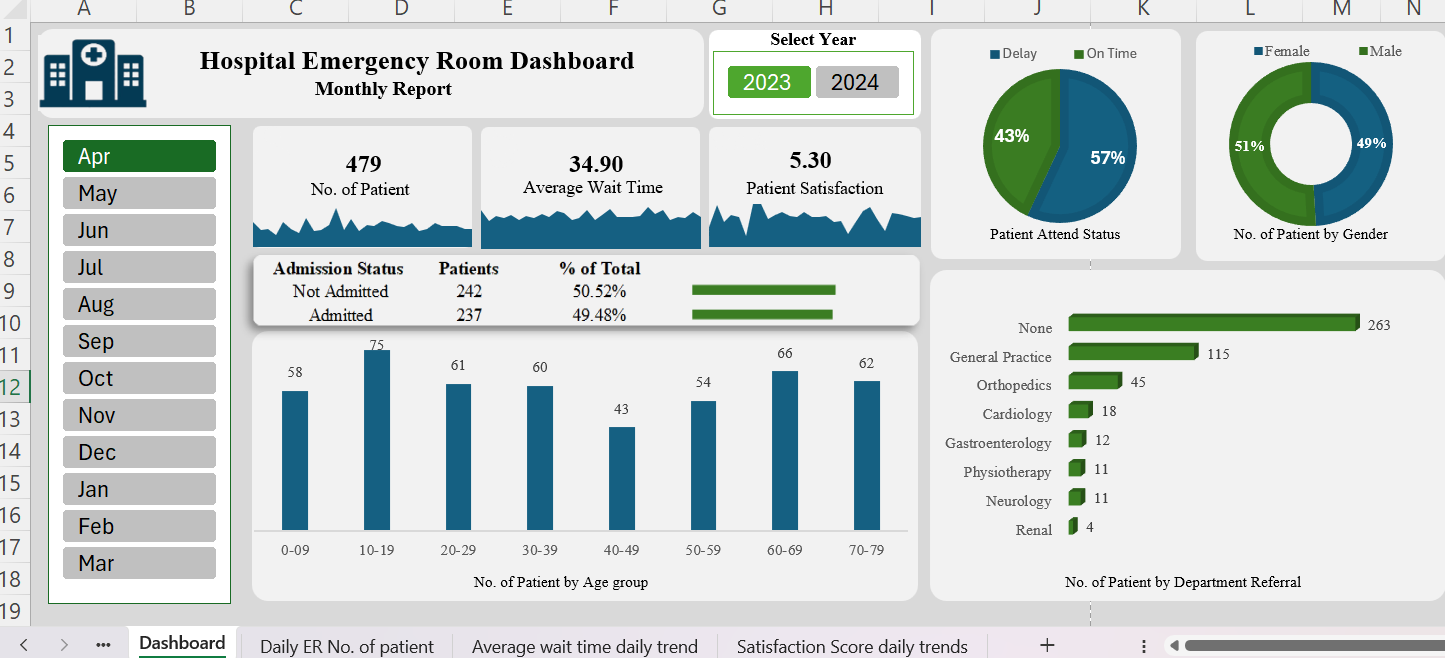 A B C D E F G H I J K L M N
1
2
3
4
5
6
7
8
9
10
11
12
13
14
15
16
17
18
19
Hospital Emergency Room Dashboard
Monthly Report
Select Year
2023 2024
Apr
May
Jun
Jul
Aug
Sep
Oct
Nov
Dec
Jan
Feb
Mar
479
No. of Patient
34.90
Average Wait Time
5.30
Patient Satisfaction
Delay On Time
43%
57%
Patient Attend Status
Female Male
51% 49%
No. of Patient by Gender
Admission Status Patients % of Total
Not Admitted 242 50.52%
Admitted 237 49.48%
58 75 61 60 43 54 66 62
0-09 10-19 20-29 30-39 40-49 50-59 60-69 70-79
No. of Patient by Age group
None 263
General Practice 115
Orthopedics 45
Cardiology 18
Gastroenterology 12
Physiotherapy 11
Neurology 11
Renal 4
No. of Patient by Department Referral
Dashboard Daily ER No. of patient Average wait time daily trend Satisfaction Score daily trends